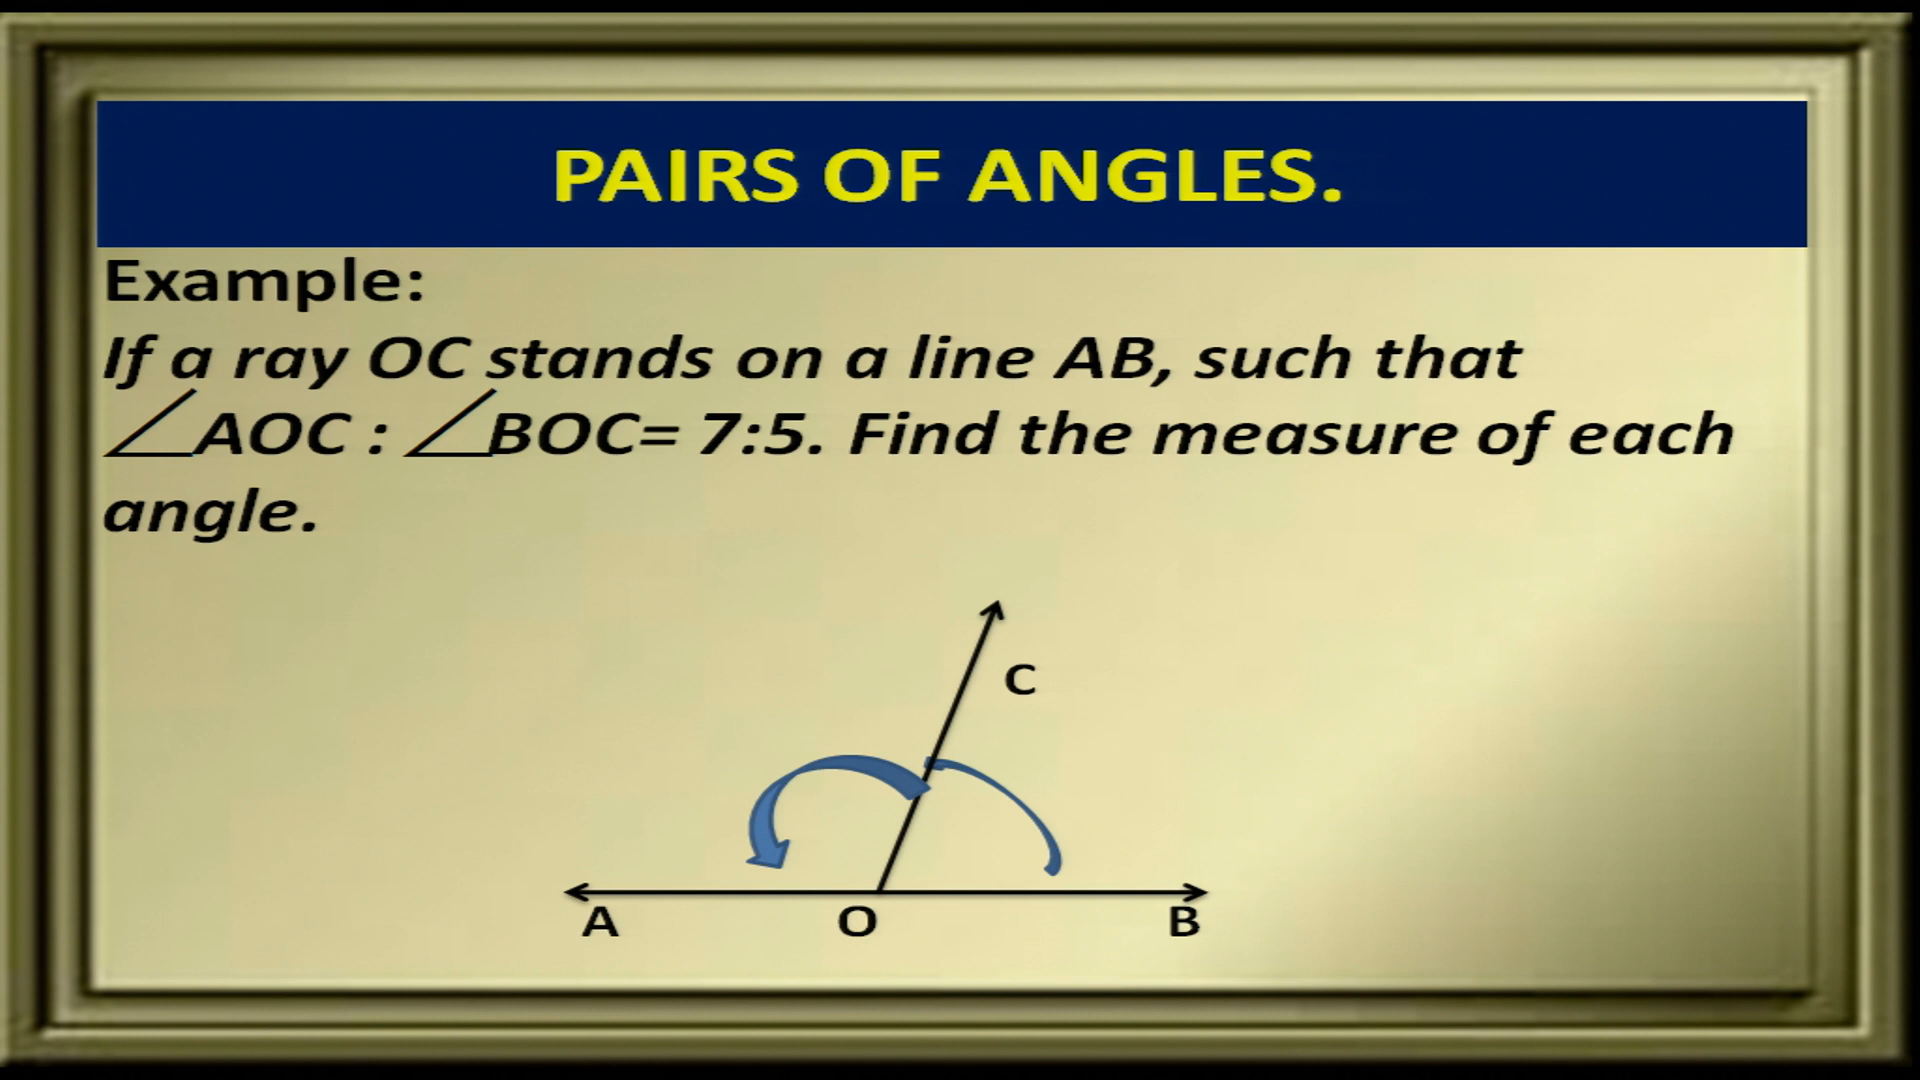 PAIRS OF ANGLES.
Example:
If a ray OC stands on a line AB, such that
∠AOC : ∠BOC= 7:5. Find the measure of each
angle.
C
A O B